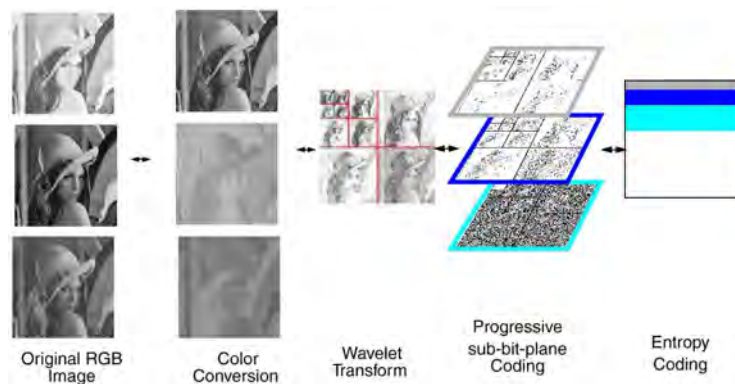 Original RGB
Image
Color
Conversion
Wavelet
Transform
Progressive
sub-bit-plane
Coding
Entropy
Coding